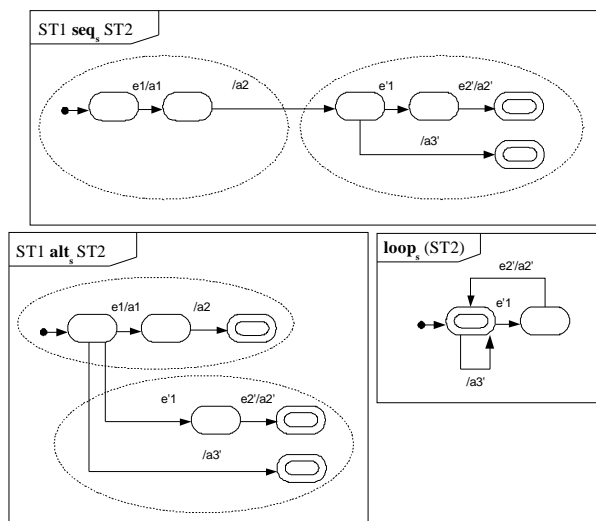 ST1 seqs ST2
e1/a1
/a2
e'1
e2'/a2'
/a3'
ST1 alts ST2
e1/a1
/a2
e'1
e2'/a2'
/a3'
loops (ST2)
e2'/a2'
e'1
/a3'